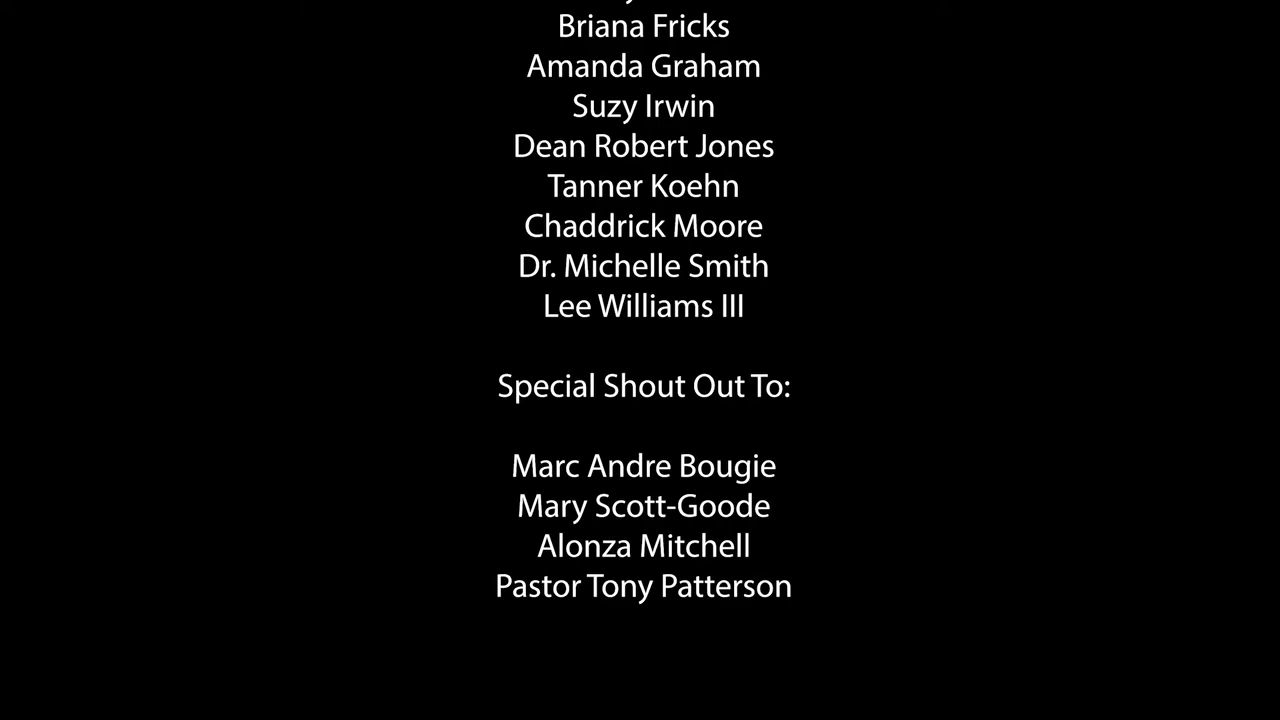 Briana Fricks
Amanda Graham
Suzy Irwin
Dean Robert Jones
Tanner Koehn
Chaddrick Moore
Dr. Michelle Smith
Lee Williams III
Special Shout Out To:
Marc Andre Bougie
Mary Scott-Goode
Alonza Mitchell
Pastor Tony Patterson